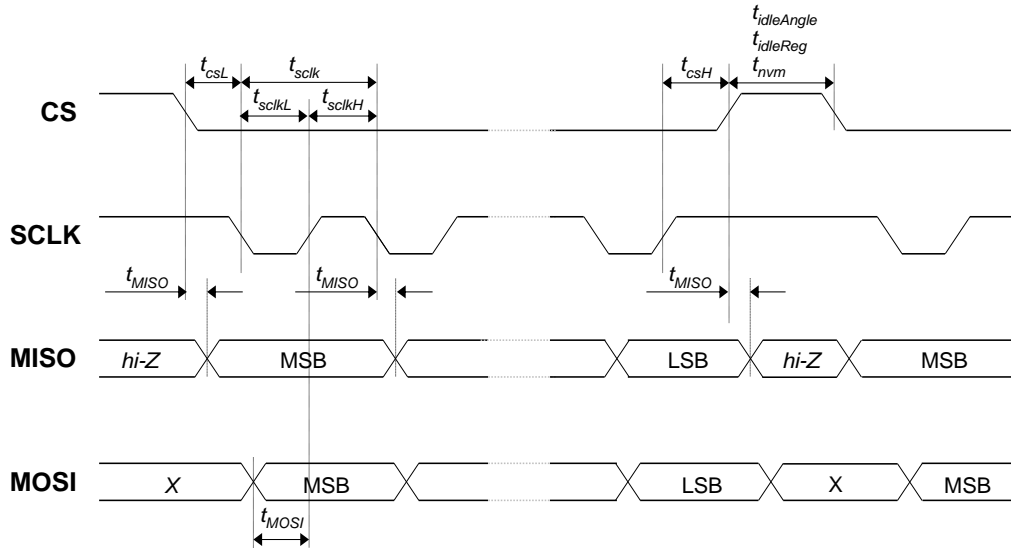 t_idleAngle
t_idleReg
t_csL t_sclk t_csH t_nvm
t_sclkL t_sclkH
CS
SCLK
t_MISO t_MISO t_MISO
MISO hi-Z MSB LSB hi-Z MSB
MOSI X MSB LSB X MSB
t_MOSI